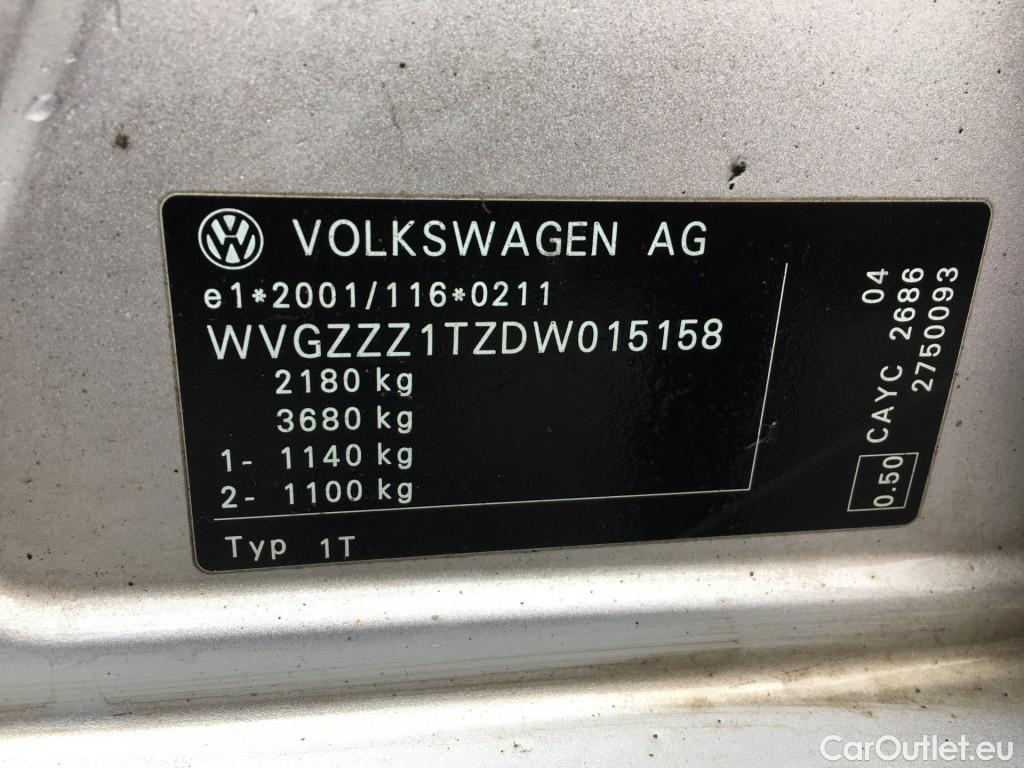 VOLKSWAGEN AG
e1*2001/116*0211
WVGZZZ1TZDW015158
2180 kg
3680 kg
1- 1140 kg
2- 1100 kg
Typ 1T
04
0.50 CAYC 2686
2750093
CarOutlet.eu